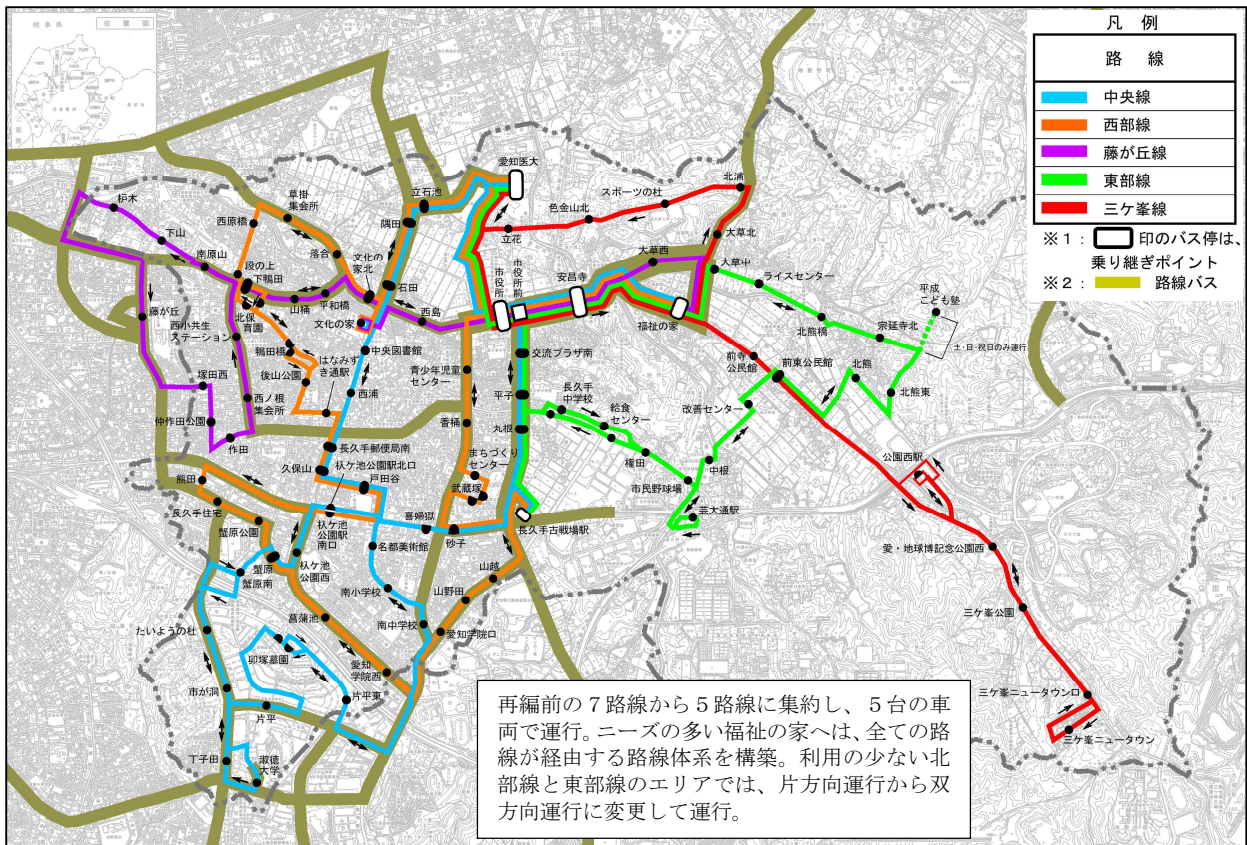 岐阜県
位置図
三重県
凡例
路線
中央線
西部線
藤が丘線
東部線
三ケ峯線
※1：印のバス停は、
乗り継ぎポイント
※2：路線バス
愛知医大
北浦
スポーツの杜
色金山北
立花
立石池
隅田
草掛
集会所
西原橋
杁木
下山
南原山
落合
文化の
家北
段の上
下鴨田
石田
山桶
平和橋
西島
文化の家
北保
育園
市役所
市役所前
安昌寺
大草西
大草北
大草中
ライスセンター
平成
こども塾
北熊橋
宗延寺北
土・日・祝日のみ運行
福祉の家
藤が丘
西小共生
ステーション
鴨田橋
はなみず
き通駅
中央図書館
後山公園
西浦
青少年児童
センター
交流プラザ南
前寺
公民館
前東公民館
北熊
北熊東
塚田西
西ノ根
集会所
仲作田公園
作田
平子
長久手
中学校
給食
センター
改善センター
丸根
香桶
権田
まちづくり
センター
武蔵塚
長久手郵便局南
久保山
杁ケ池公園駅北口
戸田谷
中根
市民野球場
公園西駅
芸大通駅
熊田
長久手住宅
蟹原公園
杁ケ池
公園駅
南口
喜婦嶽
砂子
長久手古戦場駅
名都美術館
蟹原
蟹原南
杁ケ池
公園西
山越
愛・地球博記念公園西
南小学校
山野田
三ケ峯公園
菖蒲池
南中学校
愛知学院口
たいようの杜
卯塚墓園
愛知
学院西
市が洞
片平東
片平
三ケ峯ニュータウン口
三ケ峯ニュータウン
丁子田
淑徳
大学
再編前の７路線から５路線に集約し、５台の車
両で運行。ニーズの多い福祉の家へは、全ての路
線が経由する路線体系を構築。利用の少ない北
部線と東部線のエリアでは、片方向運行から双
方向運行に変更して運行。